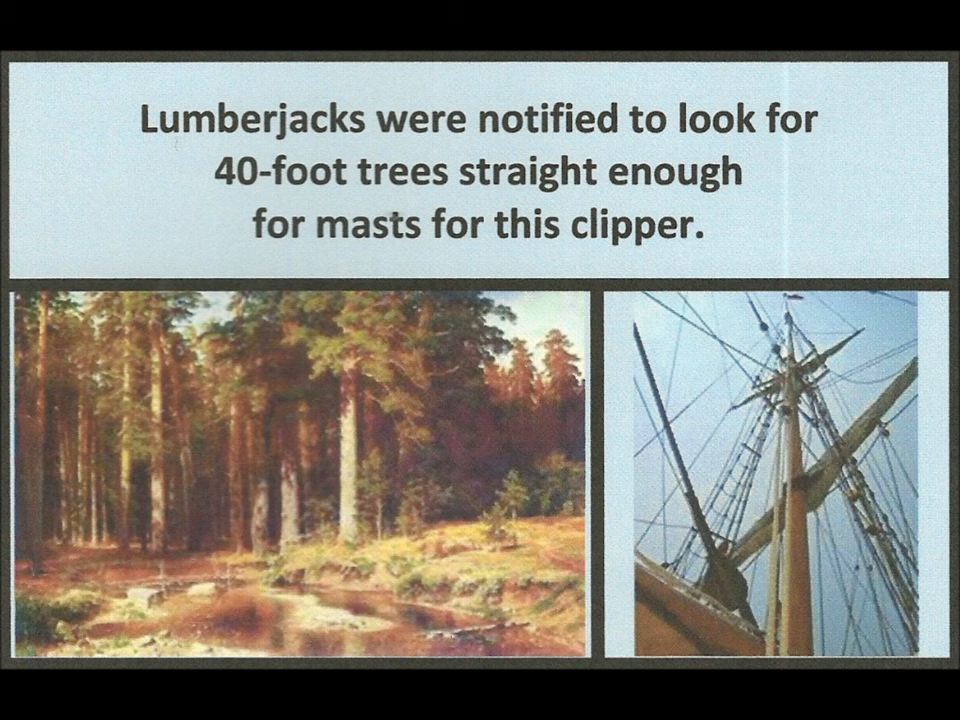 Lumberjacks were notified to look for
40-foot trees straight enough
for masts for this clipper.